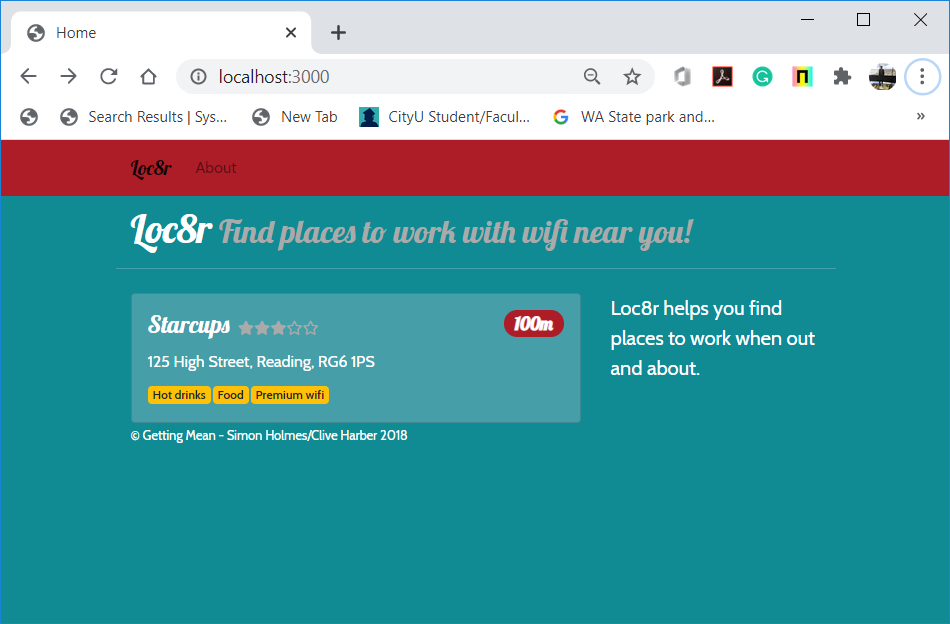 Home
localhost:3000
Search Results | Sys...
New Tab
CityU Student/Facul...
WA State park and...
»
Loc8r About
Loc8r Find places to work with wifi near you!
Starcups
100m
125 High Street, Reading, RG6 1PS
Hot drinks Food Premium wifi
Loc8r helps you find
places to work when out
and about.
© Getting Mean - Simon Holmes/Clive Harber 2018